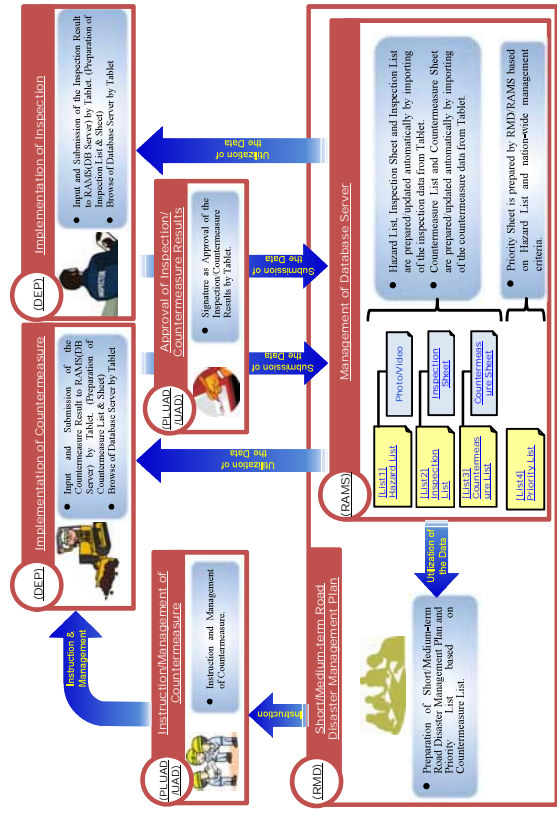 (DEP)
Implementation of Countermeasure
● Input and Submission of the
Countermeasure Result to RAMS(DB
Server) by Tablet. (Preparation of
Countermeasure List & Sheet)
● Browse of Database Server by Tablet
(DEP)
Implementation of Inspection
● Input and Submission of the Inspection Result
to RAMS(DB Server) by Tablet. (Preparation of
Inspection List & Sheet)
● Browse of Database Server by Tablet
INSPECTOR
Instruction &
Management
(PLUAD
/UAD)
Instruction/Management of
Countermeasure
● Instruction and Management
of Countermeasure.
Utilization of
the Data
(PLUAD
/UAD)
Approval of Inspection/
Countermeasure Results
● Signature as Approval of the
Inspection/Countermeasure
Results by Tablet.
Utilization of
the Data
Instruction
Submission of
the Data
Submission of
the Data
(RMD)
Short/Medium-term Road
Disaster Management Plan
● Preparation of Short/Medium-term
Road Disaster Management Plan and
Priority List based on
Countermeasure List.
Utilization of
the Data
(RAMS)
Management of Database Server
[List1]
Hazard List
Photo/Video
[List2]
Inspection
List
Inspection
Sheet
[List3]
Countermeas
ure List
Countermeas
ure Sheet
[List4]
Priority List
● Hazard List, Inspection Sheet and Inspection List
are prepared/updated automatically by importing
of the inspection data from Tablet.
● Countermeasure List and Countermeasure Sheet
are prepared/updated automatically by importing
of the countermeasure data from Tablet.
● Priority Sheet is prepared by RMD/RAMS based
on Hazard List and nation-wide management
criteria.